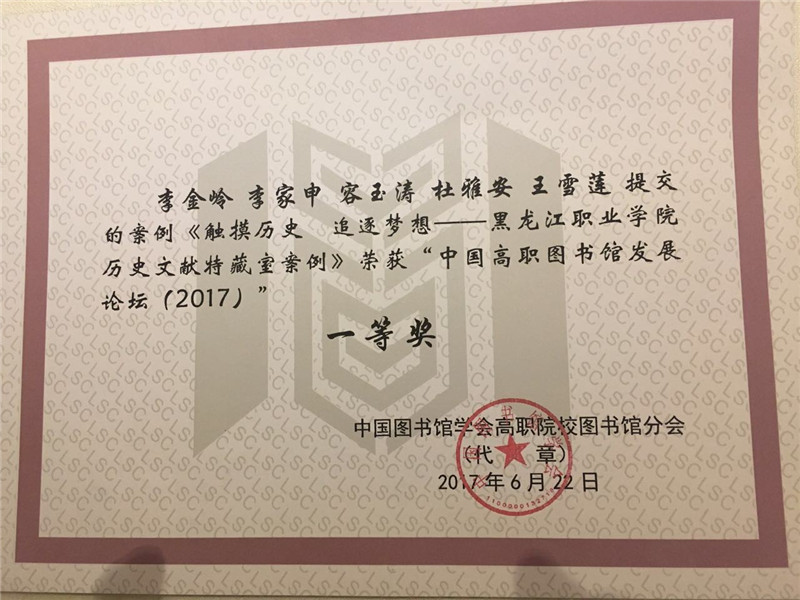 李金岭 李家申 容玉涛 杜雅安 王雪莲 提交
的案例《触摸历史 追逐梦想——黑龙江职业学院
历史文献特藏室案例》荣获“中国高职图书馆发展
论坛（2017）”
一等奖
中国图书馆学会高职院校图书馆分会
（代 章）
2017年6月22日